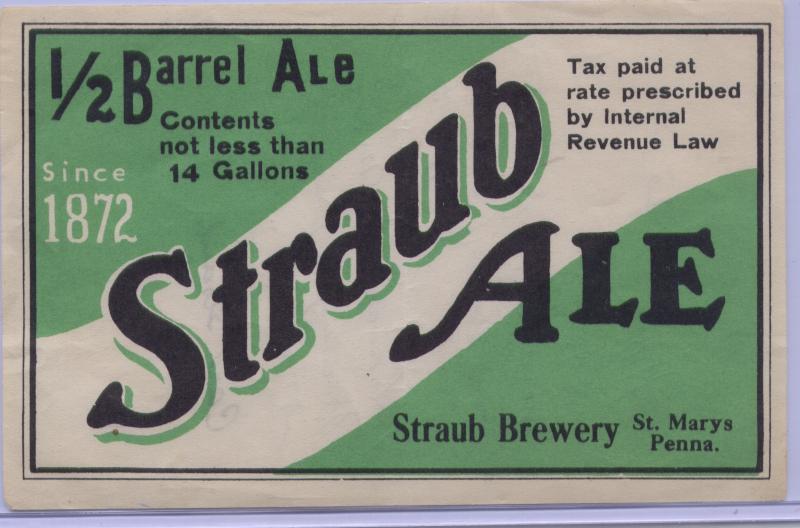 1/2 Barrel Ale
Contents
not less than
14 Gallons
Since
1872
Tax paid at
rate prescribed
by Internal
Revenue Law
Straub
ALE
Straub Brewery St. Marys
Penna.